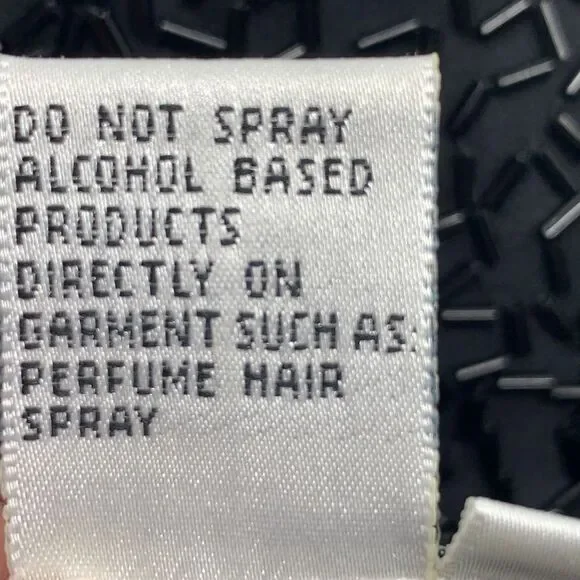 DO NOT SPRAY
ALCOHOL BASED
PRODUCTS
DIRECTLY ON
GARMENT SUCH AS:
PERFUME HAIR
SPRAY